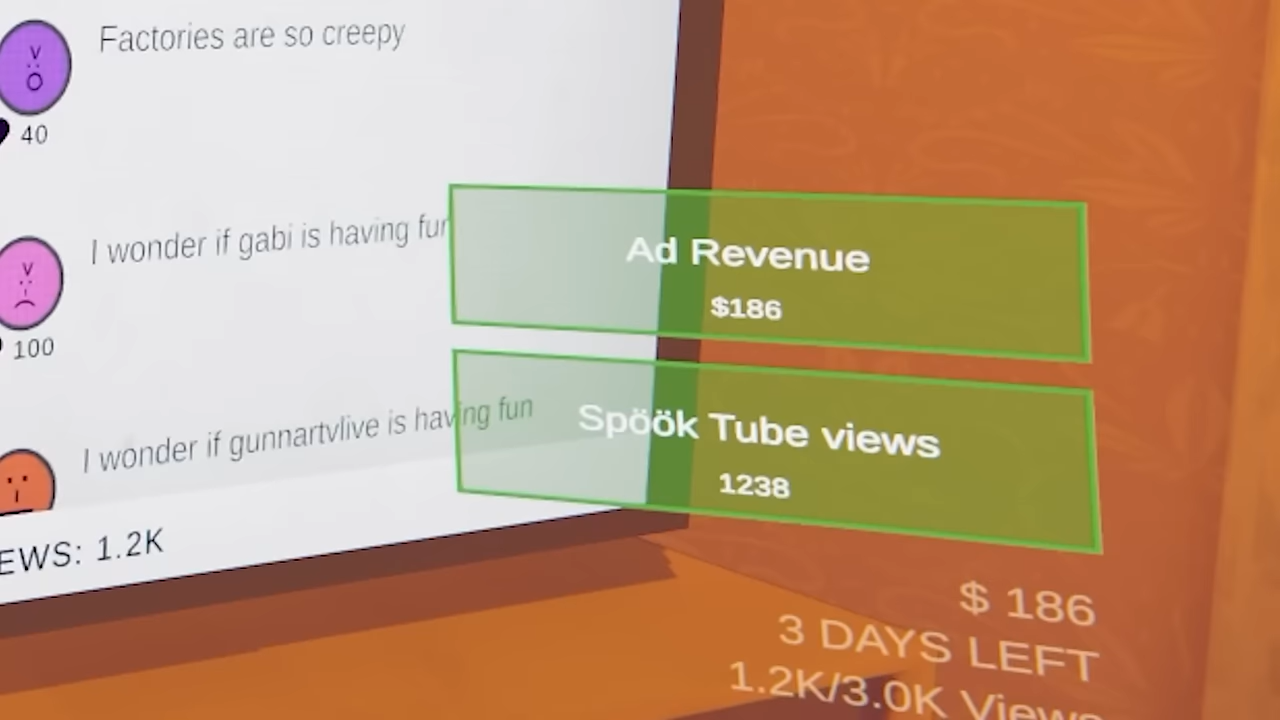 Factories are so creepy
40
I wonder if gabi is having fun
100
I wonder if gunnartvlive is having fun
EWS: 1.2K
Ad Revenue
$186
Spöök Tube views
1238
$ 186
3 DAYS LEFT
1.2K/3.0K Views